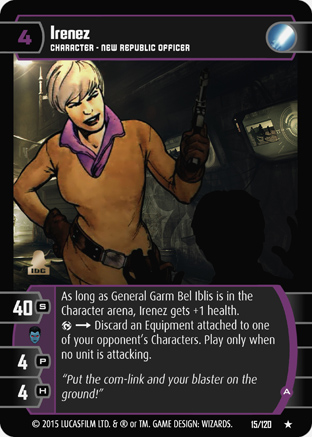 4
Irenez
CHARACTER - NEW REPUBLIC OFFICER
IDC
40 S
4 P
4 H
As long as General Garm Bel Iblis is in the
Character arena, Irenez gets +1 health.
→ Discard an Equipment attached to one
of your opponent's Characters. Play only when
no unit is attacking.
"Put the com-link and your blaster on the
ground!"
A
© 2015 LUCASFILM LTD. & ® or TM. GAME DESIGN: WIZARDS.
15/120 ★